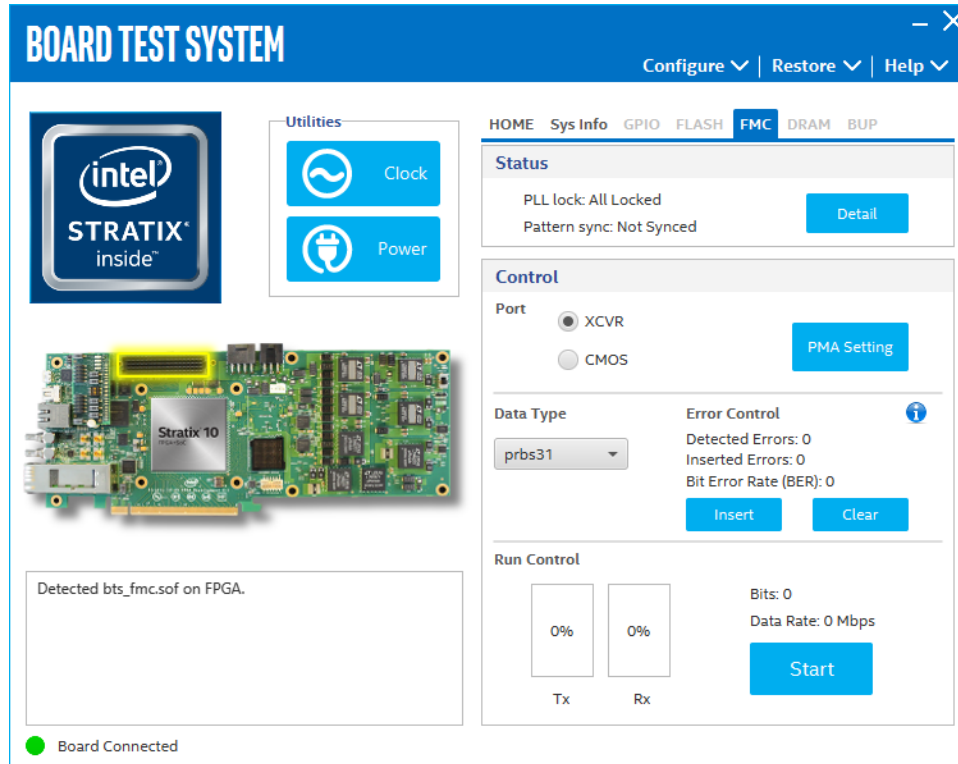 BOARD TEST SYSTEM
Configure | Restore | Help
intel
STRATIX
inside™
Utilities
Clock
Power
HOME Sys Info GPIO FLASH FMC DRAM BUP
Status
PLL lock: All Locked
Pattern sync: Not Synced
Detail
Control
Port
XCVR
CMOS
PMA Setting
Data Type
prbs31
Error Control
Detected Errors: 0
Inserted Errors: 0
Bit Error Rate (BER): 0
Insert
Clear
Stratix 10
Run Control
0%
0%
Tx
Rx
Bits: 0
Data Rate: 0 Mbps
Start
Detected bts_fmc.sof on FPGA.
Board Connected